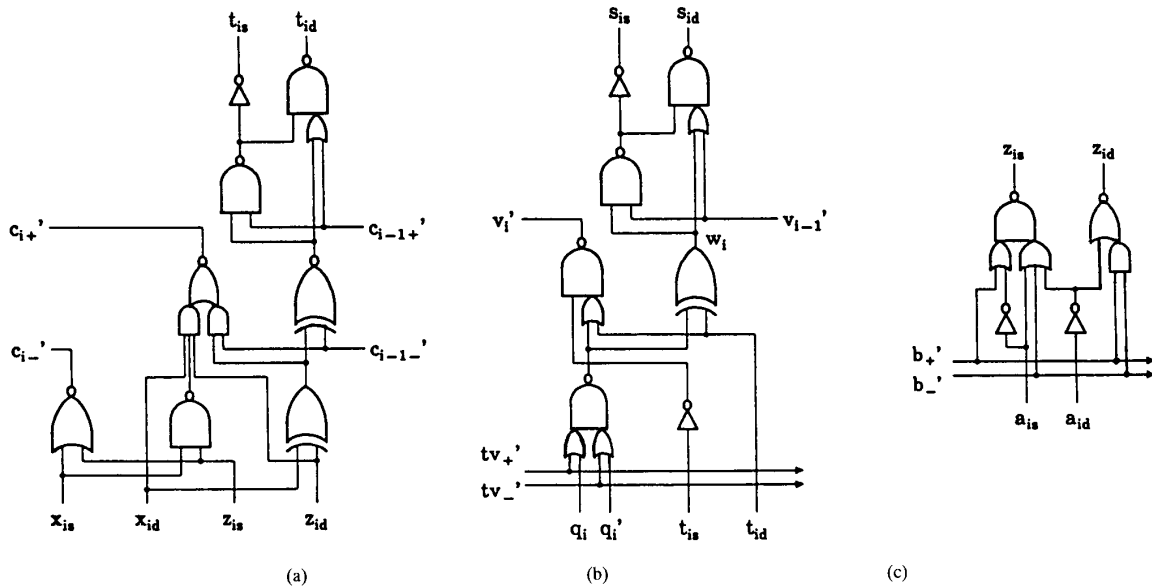 t_is t_id
c_i+' c_i-1+'
c_i-' c_i-1-'
x_is x_id z_is z_id
(a)
s_is s_id
v_i' v_i-1'
w_i
tv_+'
tv_-'
q_i q_i' t_is t_id
(b)
z_is z_id
b_+'
b_-'
a_is a_id
(c)